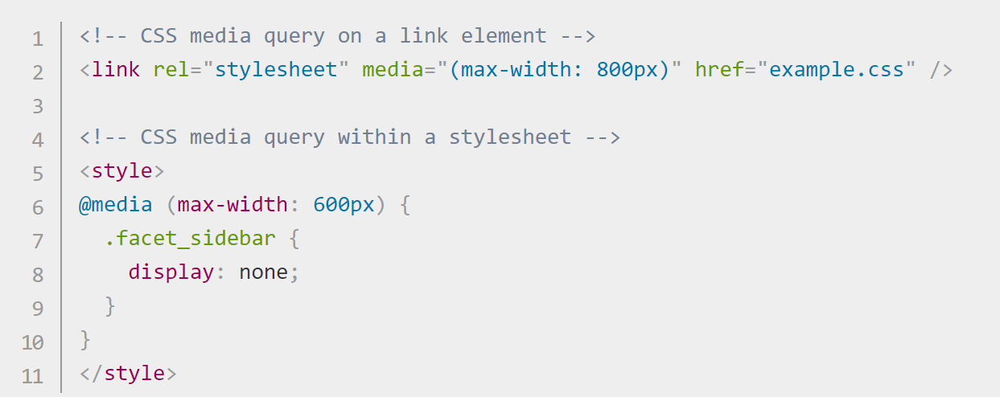 1 <!-- CSS media query on a link element -->
2 <link rel="stylesheet" media="(max-width: 800px)" href="example.css" />
3
4 <!-- CSS media query within a stylesheet -->
5 <style>
6 @media (max-width: 600px) {
7   .facet_sidebar {
8     display: none;
9   }
10 }
11 </style>